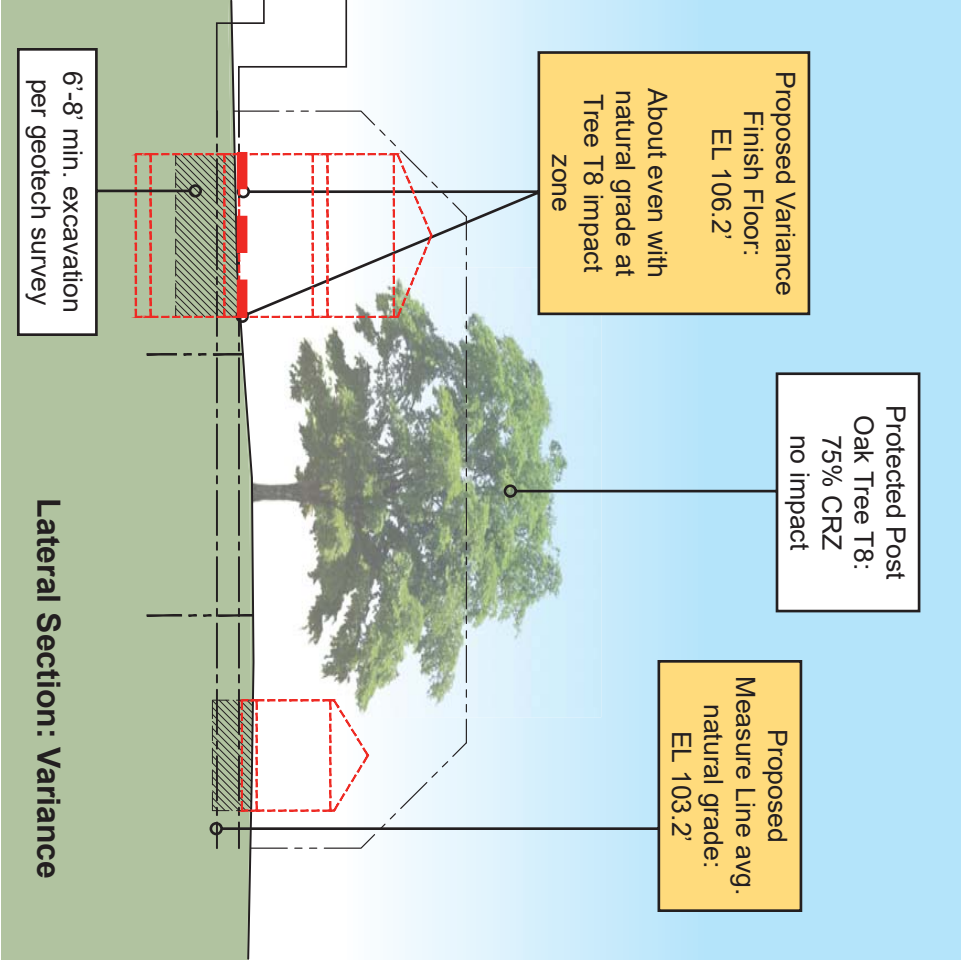 Proposed Variance
Finish Floor:
EL 106.2'
About even with
natural grade at
Tree T8 impact
zone
Protected Post
Oak Tree T8:
75% CRZ
no impact
Proposed
Measure Line avg.
natural grade:
EL 103.2'
6'-8' min. excavation
per geotech survey
Lateral Section: Variance